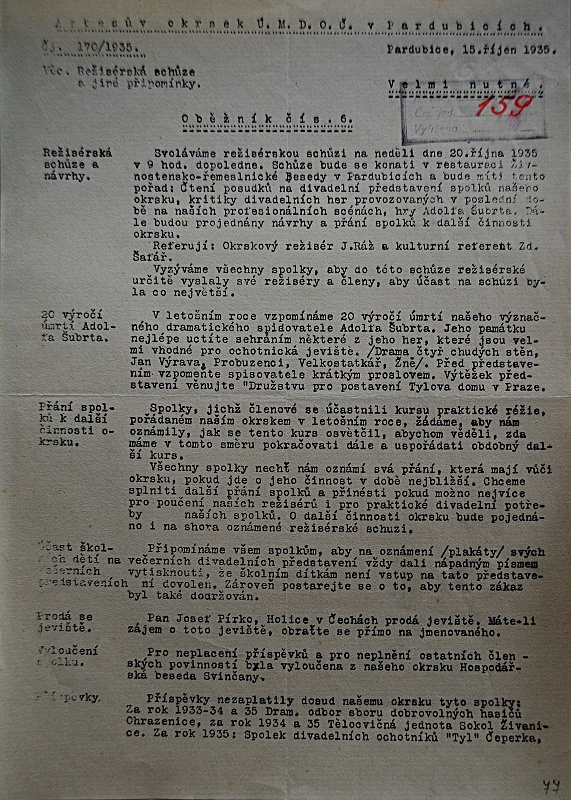 Artesův okrsek Ú.M.D.O.Č. v Pardubicích.
Čj. 170/1935.
Pardubice, 15.říjen 1935.
Věc. Režisérská schůze
a jiné připomínky.
Velmi nutné.
159
Oběžník čís. 6.
Režisérská
schůze a
návrhy.
Svoláváme režisérskou schůzi na neděli dne 20.října 1935
v 9 hod. dopoledne. Schůze bude se konati v restauraci Živ-
nostensko-řemeslnické Besedy v Pardubicích a bude míti tento
pořad: Čtení posudků na divadelní představení spolků našeho
okrsku, kritiky divadelních her provozovaných v poslední do-
bě na našich profesionálních scénách, hry Adolfa Šubrta. Dá-
le budou projednány návrhy a přání spolků k další činnosti
okrsku.
Referují: Okrskový režisér J.Ráž a kulturní referent Zd.
Šafář.
Vyzýváme všechny spolky, aby do této schůze režisérské
určitě vyslaly své režiséry a členy, aby účast na schůzi by-
la co největší.
20 výročí
úmrtí Adol-
fa Šubrta.
V letošním roce vzpomínáme 20 výročí úmrtí našeho význač-
ného dramatického spidovatele Adolfa Šubrta. Jeho památku
nejlépe uctíte sehráním některé z jeho her, které jsou vel-
mi vhodné pro ochotnická jeviště. /Drama čtyř chudých stěn,
Jan Výrava, Probuzenci, Velkostatkář, Žně/. Před představe-
ním vzpomeňte spisovatele krátkým proslovem. Výtěžek před-
stavení věnujte "Družstvu pro postavení Tylova domu v Praze.
Přání spol-
ků k další
činnosti o-
krsku.
Spolky, jichž členové se účastnili kursu praktické režie,
pořádaném naším okrskem v letošním roce, žádáme, aby nám
oznámily, jak se tento kurs osvětčil, abychom věděli, zda
máme v tomto směru pokračovati dále a uspořádati obdobný dal-
ší kurs.
Všechny spolky nechť nám oznámí svá přání, která mají vůči
okrsku, pokud jde o jeho činnost v době nejbližší. Chceme
splniti další přání spolků a přinésti pokud možno nejvíce
pro poučení našich režisérů i pro praktické divadelní potře-
by našich spolků. O další činnosti okrsku bude pojedná-
no i na shora oznámené režisérské schuzi.
Účast škol-
ních dětí na
večerních
představeních
Připomínáme všem spolkům, aby na oznámení /plakáty/ svých
večerních divadelních představení vždy dali nápadným písmem
vytisknouti, že školním dítkám není vstup na tato představe-
ní dovolen. Zároveň postarejte se o to, aby tento zákaz
byl také dodržován.
Prodá se
jeviště.
Pan Josef Pírko, Holice v Čechách prodá jeviště. Máte-li
zájem o toto jeviště, obraťte se přímo na jmenovaného.
Vyloučení
spolku.
Pro neplacení příspěvků a pro neplnění ostatních člen -
ských povinností byla vyloučena z našeho okrsku Hospodář-
ská beseda Svinčany.
Příspěvky.
Příspěvky nezaplatily dosud našemu okrsku tyto spolky:
Za rok 1933-34 a 35 Dram. odbor sboru dobrovolných hasičů
Ohrazenice, za rok 1934 a 35 Tělocvičná jednota Sokol Živani-
ce. Za rok 1935: Spolek divadelních ochotníků "Tyl" Čeperka,
77